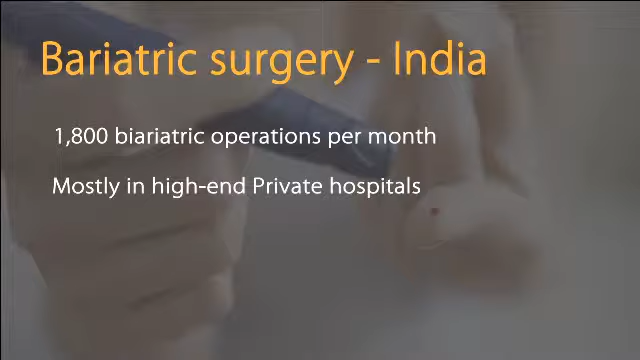 Bariatric surgery - India
1,800 biariatric operations per month
Mostly in high-end Private hospitals